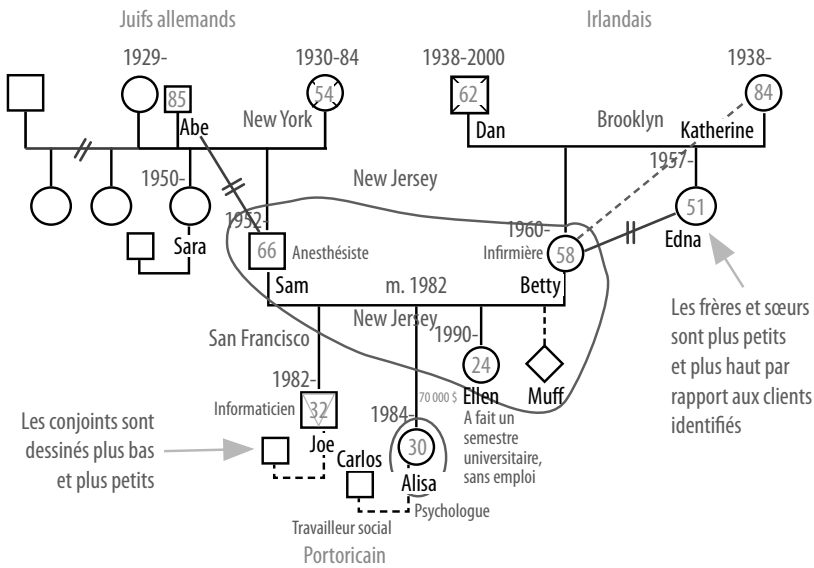 Juifs allemands
Irlandais
1929-
1930-84
1938-2000
1938-
85
54
62
84
Abe
New York
Dan
Brooklyn
Katherine
1957-
1950-
New Jersey
51
Sara
1952-
1960-
Edna
66
Anesthésiste
Infirmière
58
Sam
m. 1982
Betty
New Jersey
San Francisco
1990-
24
Les frères et sœurs
sont plus petits
et plus haut par
rapport aux clients
identifiés
1982-
70 000 $
Ellen
Muff
Informaticien
32
1984-
A fait un
semestre
universitaire,
sans emploi
Les conjoints sont
dessinés plus bas
et plus petits
Joe
30
Carlos
Alisa
Psychologue
Travailleur social
Portoricain